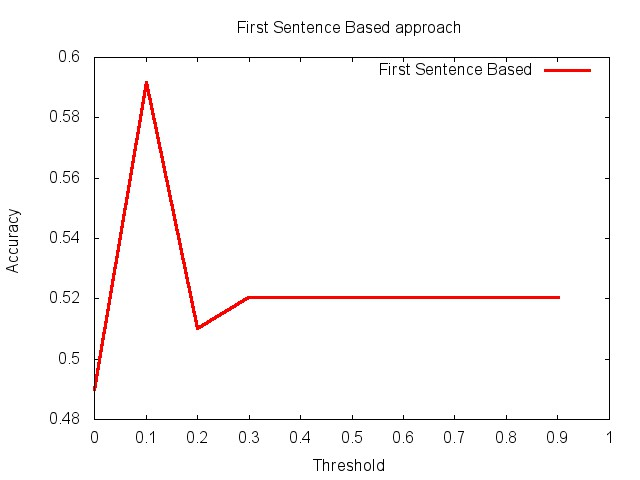 First Sentence Based approach
First Sentence Based
0.6
0.58
0.56
0.54
0.52
0.5
0.48
Accuracy
0 0.1 0.2 0.3 0.4 0.5 0.6 0.7 0.8 0.9 1
Threshold